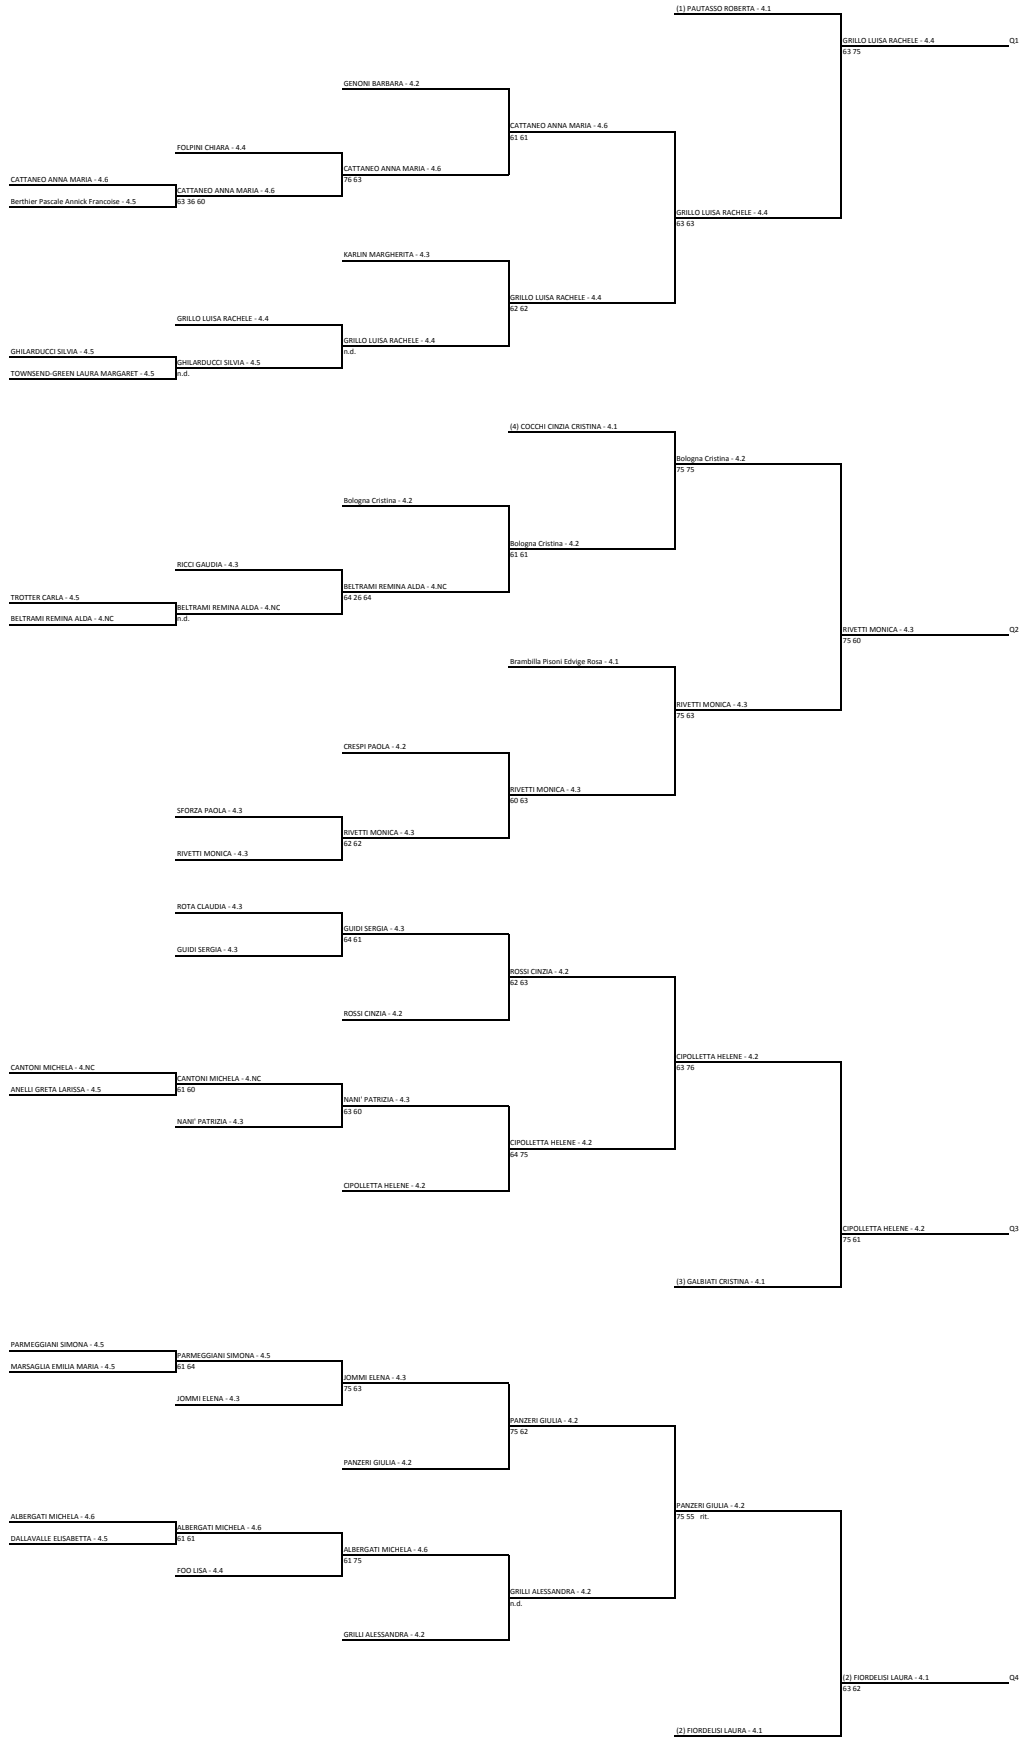 (1) PAUTASSO ROBERTA - 4.1
GRILLO LUISA RACHELE - 4.4
Q1
63 75
GENONI BARBARA - 4.2
CATTANEO ANNA MARIA - 4.6
61 61
FOLPINI CHIARA - 4.4
CATTANEO ANNA MARIA - 4.6
76 63
CATTANEO ANNA MARIA - 4.6
CATTANEO ANNA MARIA - 4.6
Berthier Pascale Annick Francoise - 4.5
63 36 60
GRILLO LUISA RACHELE - 4.4
63 63
KARLIN MARGHERITA - 4.3
GRILLO LUISA RACHELE - 4.4
62 62
GRILLO LUISA RACHELE - 4.4
GRILLO LUISA RACHELE - 4.4
n.d.
GHILARDUCCI SILVIA - 4.5
GHILARDUCCI SILVIA - 4.5
TOWNSEND-GREEN LAURA MARGARET - 4.5
n.d.
(4) COCCHI CINZIA CRISTINA - 4.1
Bologna Cristina - 4.2
75 75
Bologna Cristina - 4.2
Bologna Cristina - 4.2
61 61
RICCI GAUDIA - 4.3
BELTRAMI REMINA ALDA - 4.NC
64 26 64
TROTTER CARLA - 4.5
BELTRAMI REMINA ALDA - 4.NC
BELTRAMI REMINA ALDA - 4.NC
n.d.
RIVETTI MONICA - 4.3
Q2
75 60
Brambilla Pisoni Edvige Rosa - 4.1
RIVETTI MONICA - 4.3
75 63
CRESPI PAOLA - 4.2
RIVETTI MONICA - 4.3
60 63
SFORZA PAOLA - 4.3
RIVETTI MONICA - 4.3
62 62
RIVETTI MONICA - 4.3
ROTA CLAUDIA - 4.3
GUIDI SERGIA - 4.3
64 61
GUIDI SERGIA - 4.3
ROSSI CINZIA - 4.2
62 63
ROSSI CINZIA - 4.2
CIPOLLETTA HELENE - 4.2
63 76
CANTONI MICHELA - 4.NC
CANTONI MICHELA - 4.NC
ANELLI GRETA LARISSA - 4.5
61 60
NANI' PATRIZIA - 4.3
63 60
NANI' PATRIZIA - 4.3
CIPOLLETTA HELENE - 4.2
64 75
CIPOLLETTA HELENE - 4.2
CIPOLLETTA HELENE - 4.2
Q3
75 61
(3) GALBIATI CRISTINA - 4.1
PARMEGGIANI SIMONA - 4.5
PARMEGGIANI SIMONA - 4.5
MARSAGLIA EMILIA MARIA - 4.5
61 64
JOMMI ELENA - 4.3
75 63
JOMMI ELENA - 4.3
PANZERI GIULIA - 4.2
75 62
PANZERI GIULIA - 4.2
PANZERI GIULIA - 4.2
75 55 rit.
ALBERGATI MICHELA - 4.6
ALBERGATI MICHELA - 4.6
DALLAVALLE ELISABETTA - 4.5
61 61
ALBERGATI MICHELA - 4.6
61 75
FOO LISA - 4.4
GRILLI ALESSANDRA - 4.2
n.d.
GRILLI ALESSANDRA - 4.2
(2) FIORDELISI LAURA - 4.1
Q4
63 62
(2) FIORDELISI LAURA - 4.1